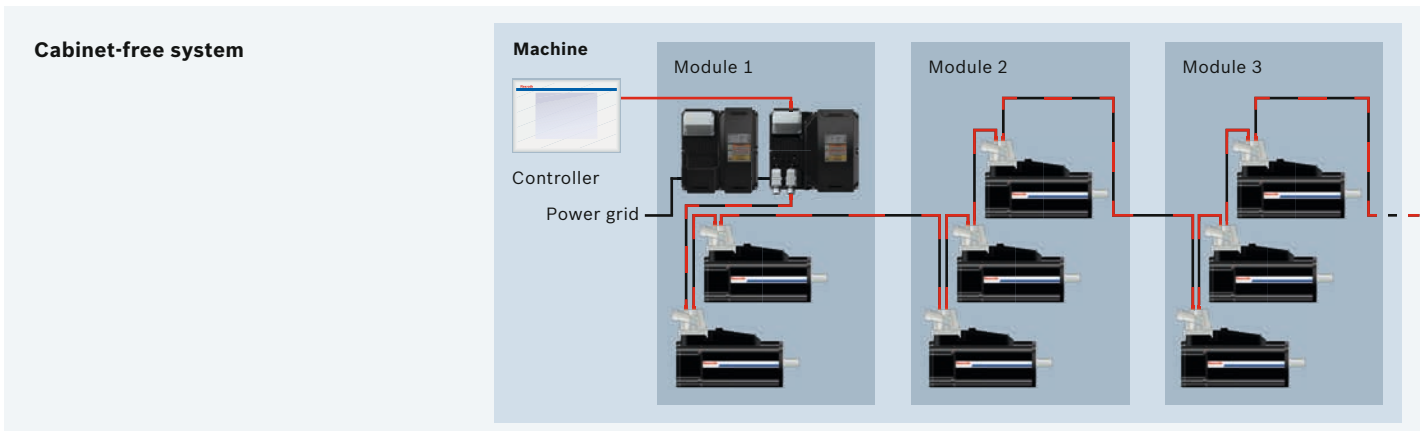 Cabinet-free system
Machine
Module 1
Module 2
Module 3
Controller
Power grid